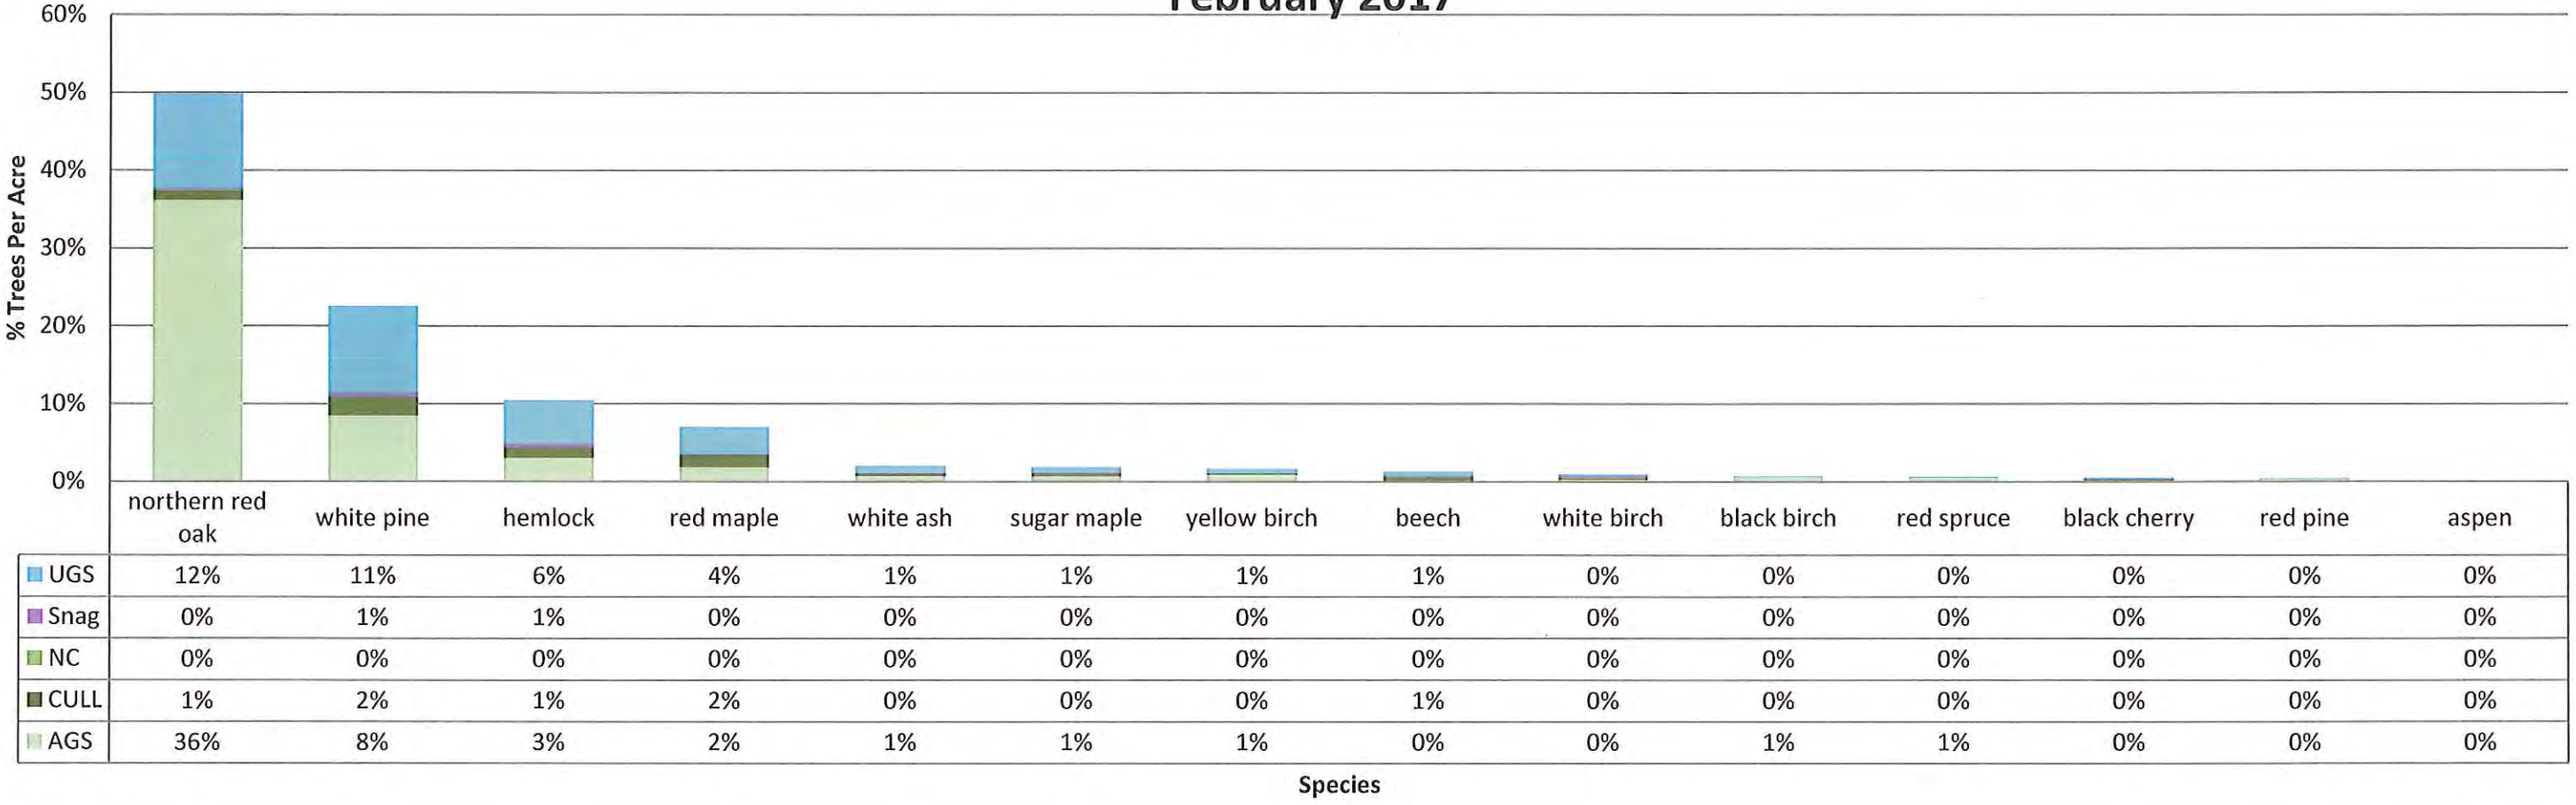 February 2017
60%
50%
40%
30%
20%
10%
0%
% Trees Per Acre
northern red oak white pine hemlock red maple white ash sugar maple yellow birch beech white birch black birch red spruce black cherry red pine aspen
UGS 12% 11% 6% 4% 1% 1% 1% 1% 0% 0% 0% 0% 0% 0%
Snag 0% 1% 1% 0% 0% 0% 0% 0% 0% 0% 0% 0% 0% 0%
NC 0% 0% 0% 0% 0% 0% 0% 0% 0% 0% 0% 0% 0% 0%
CULL 1% 2% 1% 2% 0% 0% 0% 1% 0% 0% 0% 0% 0% 0%
AGS 36% 8% 3% 2% 1% 1% 1% 0% 0% 1% 1% 0% 0% 0%
Species